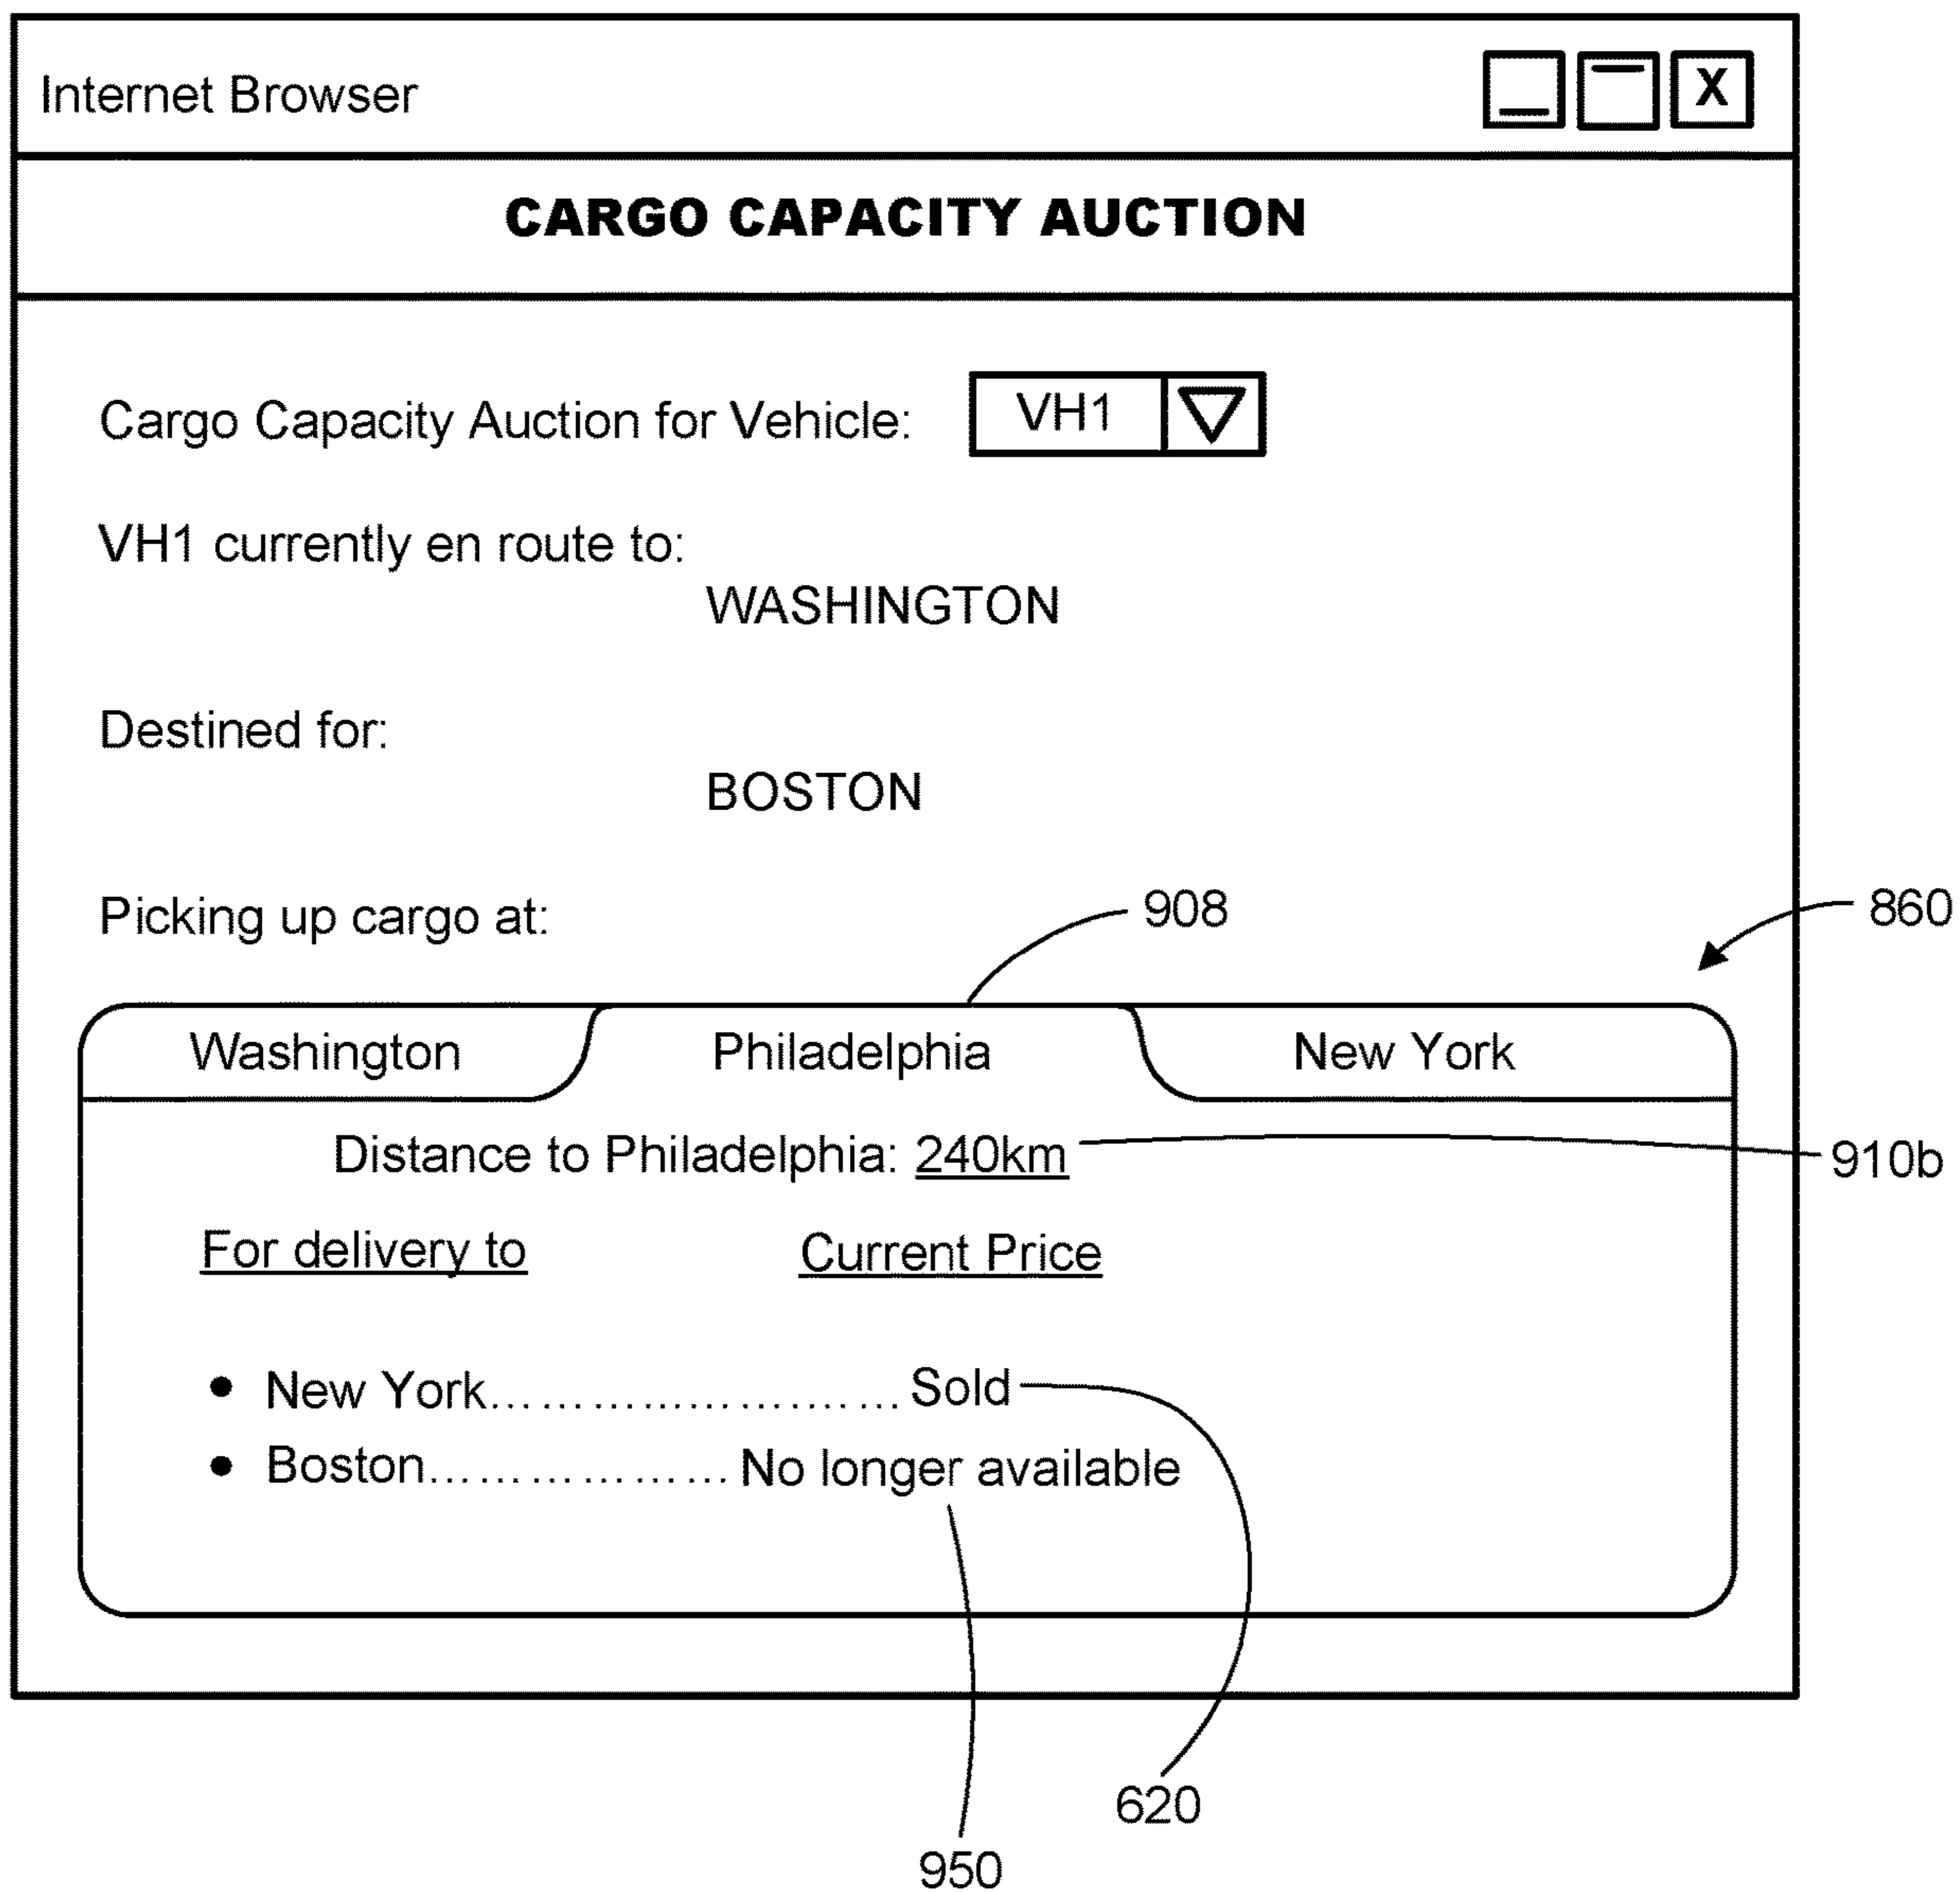 Internet Browser
X
CARGO CAPACITY AUCTION
Cargo Capacity Auction for Vehicle: VH1
VH1 currently en route to:
WASHINGTON
Destined for:
BOSTON
Picking up cargo at:
908
860
Washington Philadelphia New York
Distance to Philadelphia: 240km
910b
For delivery to Current Price
• New York........................ Sold
• Boston..................... No longer available
620
950